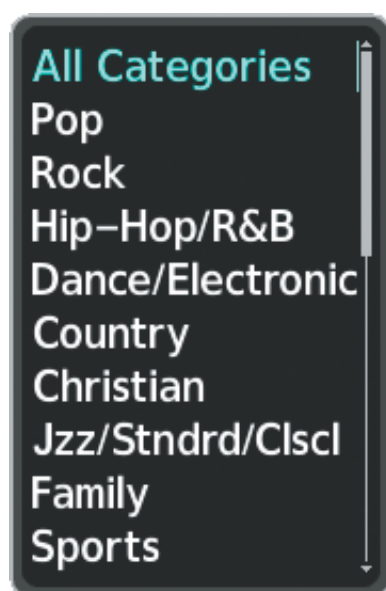 All Categories
Pop
Rock
Hip-Hop/R&B
Dance/Electronic
Country
Christian
Jzz/Stndrd/Clscl
Family
Sports